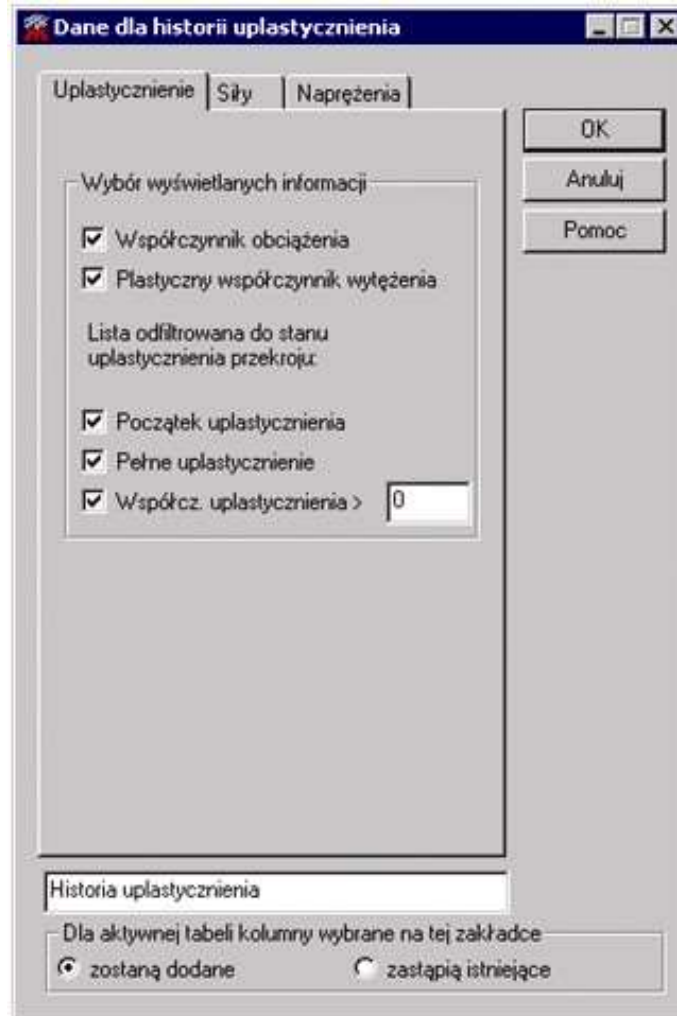 Dane dla historii uplastycznienia
Uplastycznienie
Siły
Naprężenia
OK
Anuluj
Pomoc
Wybór wyświetlanych informacji
Współczynnik obciążenia
Plastyczny współczynnik wytężenia
Lista odfiltrowana do stanu
uplastycznienia przekroju:
Początek uplastycznienia
Pełne uplastycznienie
Współcz. uplastycznienia > 0
Historia uplastycznienia
Dla aktywnej tabeli kolumny wybrane na tej zakładce
zostaną dodane
zastąpią istniejące